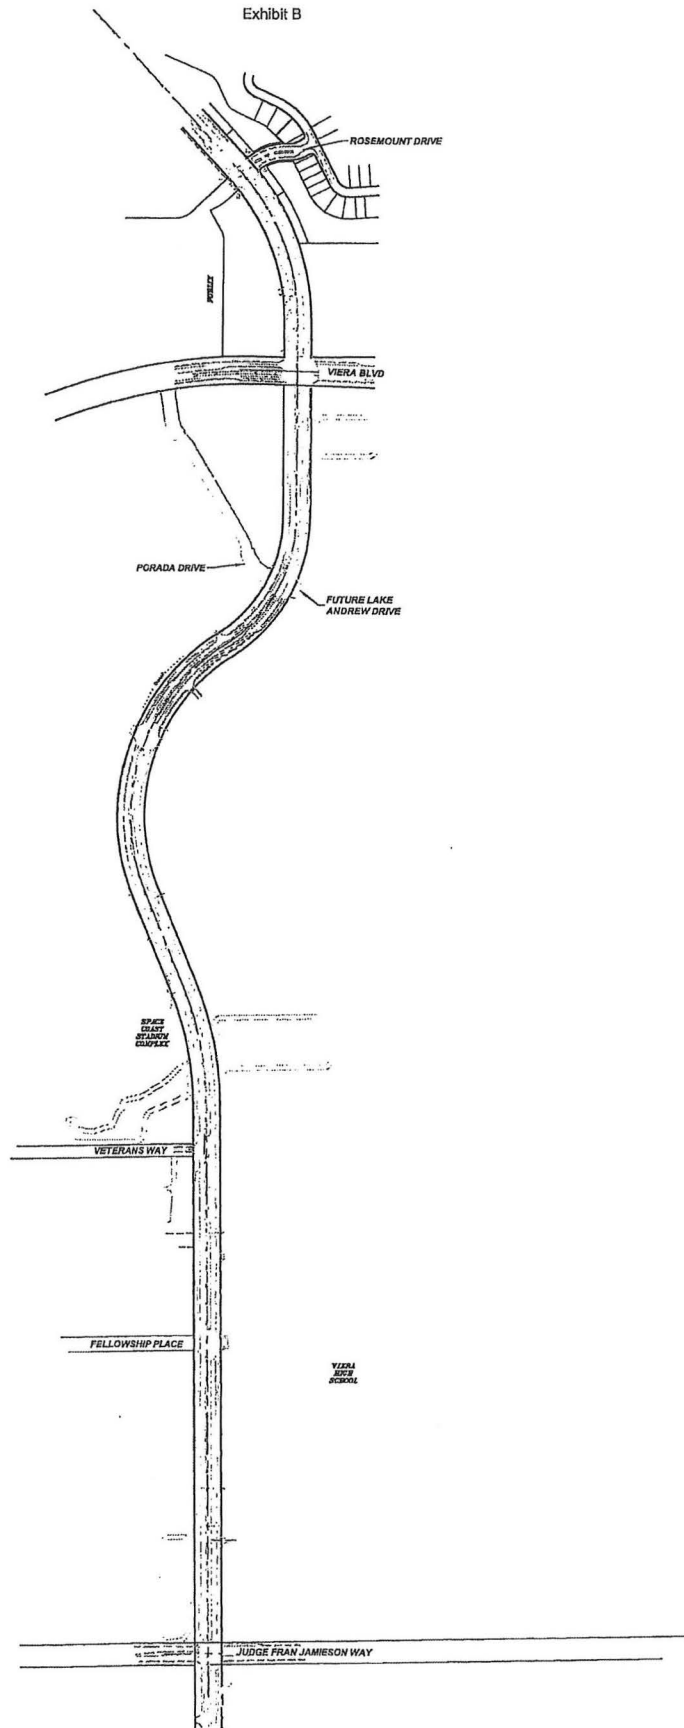 Exhibit B
ROSEMOUNT DRIVE
PUBLIX
VIERA BLVD
PORADA DRIVE
FUTURE LAKE
ANDREW DRIVE
SPACE
COAST
STADIUM
COMPLEX
VETERANS WAY
FELLOWSHIP PLACE
VIERA
HIGH
SCHOOL
JUDGE FRAN JAMIESON WAY